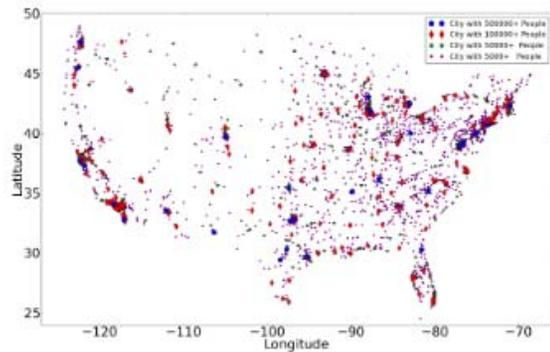 50
45
40
35
30
25
Latitude
−120
−110
−100
−90
−80
−70
Longitude
City with 500000+ People
City with 100000+ People
City with 50000+ People
City with 5000+ People